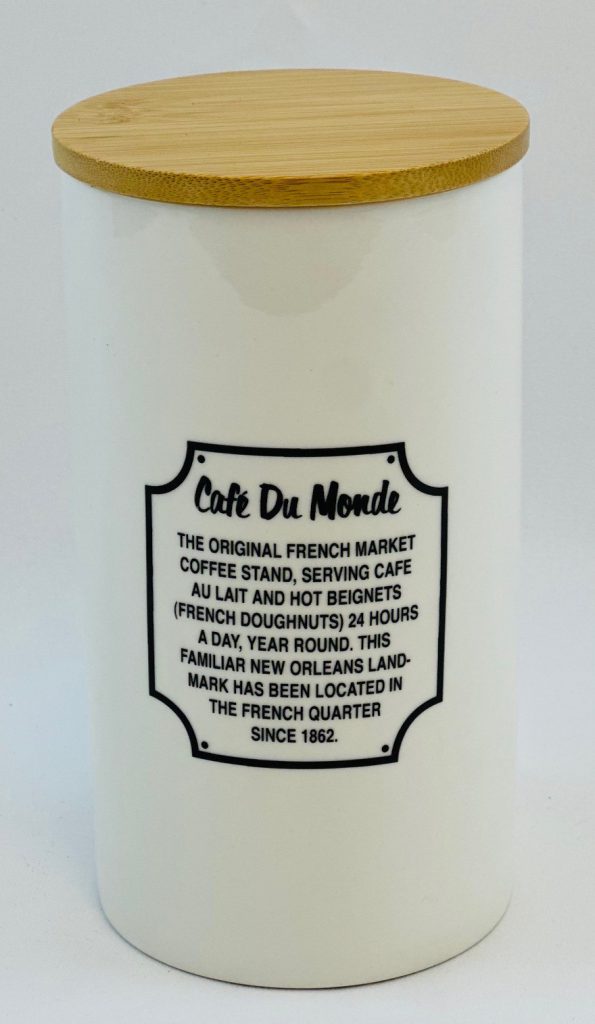 Café Du Monde
THE ORIGINAL FRENCH MARKET
COFFEE STAND, SERVING CAFE
AU LAIT AND HOT BEIGNETS
(FRENCH DOUGHNUTS) 24 HOURS
A DAY, YEAR ROUND. THIS
FAMILIAR NEW ORLEANS LAND-
MARK HAS BEEN LOCATED IN
THE FRENCH QUARTER
SINCE 1862.